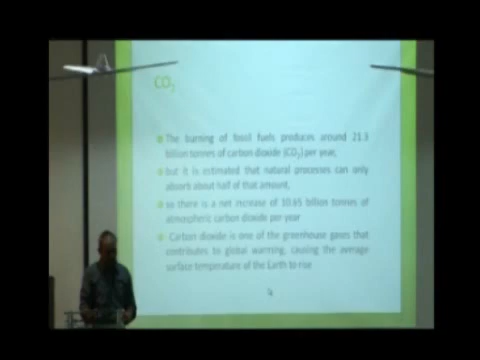 CO2
The burning of fossil fuels produces around 21.3
billion tonnes of carbon dioxide (CO2) per year,
but it is estimated that natural processes can only
absorb about half of that amount,
so there is a net increase of 10.65 billion tonnes of
atmospheric carbon dioxide per year
Carbon dioxide is one of the greenhouse gases that
contributes to global warming, causing the average
surface temperature of the Earth to rise